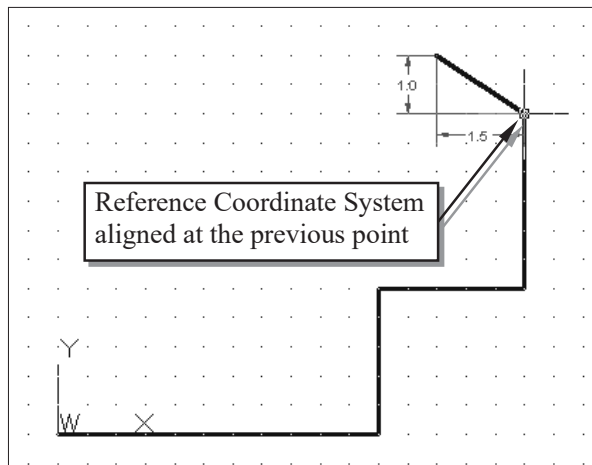 1.0
1.5
Reference Coordinate System
aligned at the previous point
Y
W
X